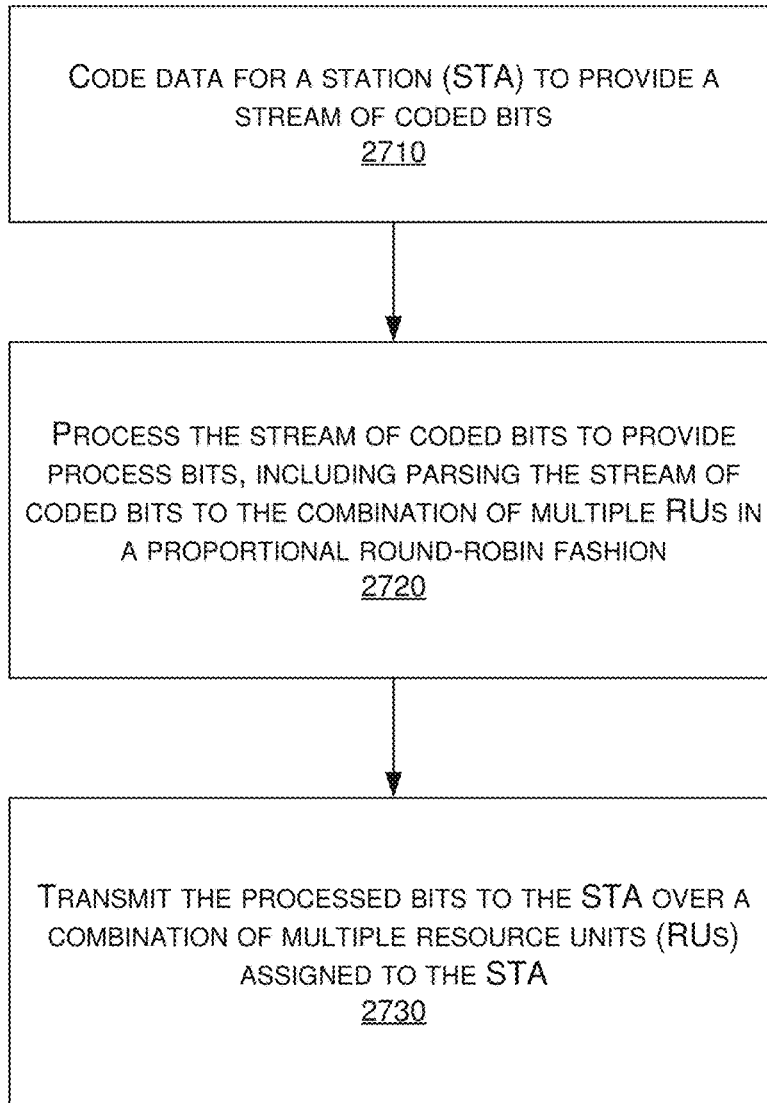 CODE DATA FOR A STATION (STA) TO PROVIDE A
STREAM OF CODED BITS
2710
PROCESS THE STREAM OF CODED BITS TO PROVIDE
PROCESS BITS, INCLUDING PARSING THE STREAM OF
CODED BITS TO THE COMBINATION OF MULTIPLE RUS IN
A PROPORTIONAL ROUND-ROBIN FASHION
2720
TRANSMIT THE PROCESSED BITS TO THE STA OVER A
COMBINATION OF MULTIPLE RESOURCE UNITS (RUS)
ASSIGNED TO THE STA
2730